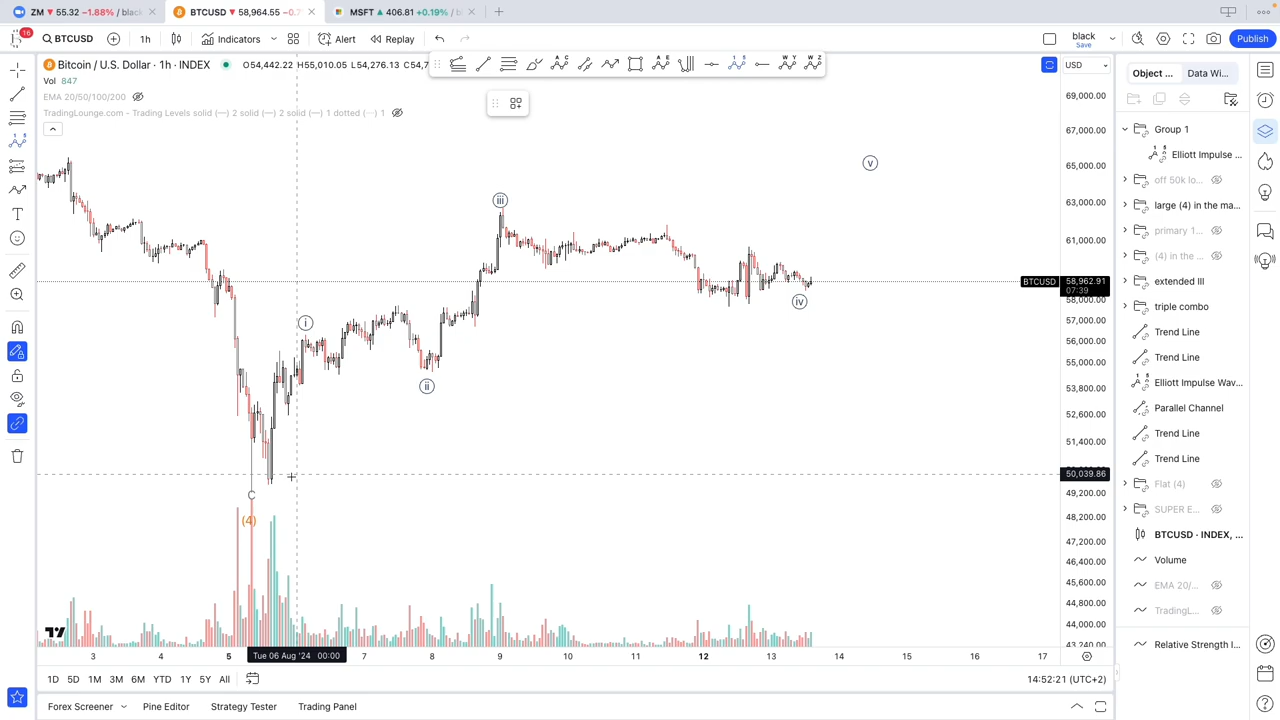 ZM ▼ 55.32 −1.88% / black
BTCUSD ▼ 58,964.55 −0.7
MSFT ▲ 406.81 +0.19% / b
16
BTCUSD
1h
Indicators
Alert
Replay
black
Save
Publish
Bitcoin / U.S. Dollar · 1h · INDEX
O54,442.22 H55,010.05 L54,276.13 C54,7
Vol 847
EMA 20/50/100/200
TradingLounge.com - Trading Levels solid (—) 2 solid (—) 2 solid (—) 1 dotted (—) 1
USD
69,000.00
67,000.00
65,000.00
63,000.00
61,000.00
BTCUSD 58,962.91
07:39
58,000.00
57,000.00
56,000.00
55,000.00
53,800.00
52,600.00
51,400.00
50,039.86
49,200.00
48,200.00
47,200.00
46,400.00
45,600.00
44,800.00
44,000.00
43,240.00
i
ii
iii
iv
v
C
(4)
3 4 5 Tue 06 Aug '24 00:00 7 8 9 10 11 12 13 14 15 16 17
1D 5D 1M 3M 6M YTD 1Y 5Y All
14:52:21 (UTC+2)
Forex Screener
Pine Editor
Strategy Tester
Trading Panel
Object ...
Data Wi...
Group 1
Elliott Impulse ...
off 50k lo...
large (4) in the ma...
primary 1...
(4) in the ...
extended III
triple combo
Trend Line
Trend Line
Elliott Impulse Wav...
Parallel Channel
Trend Line
Trend Line
Flat (4)
SUPER E...
BTCUSD · INDEX, ...
Volume
EMA 20/...
TradingL...
Relative Strength I...